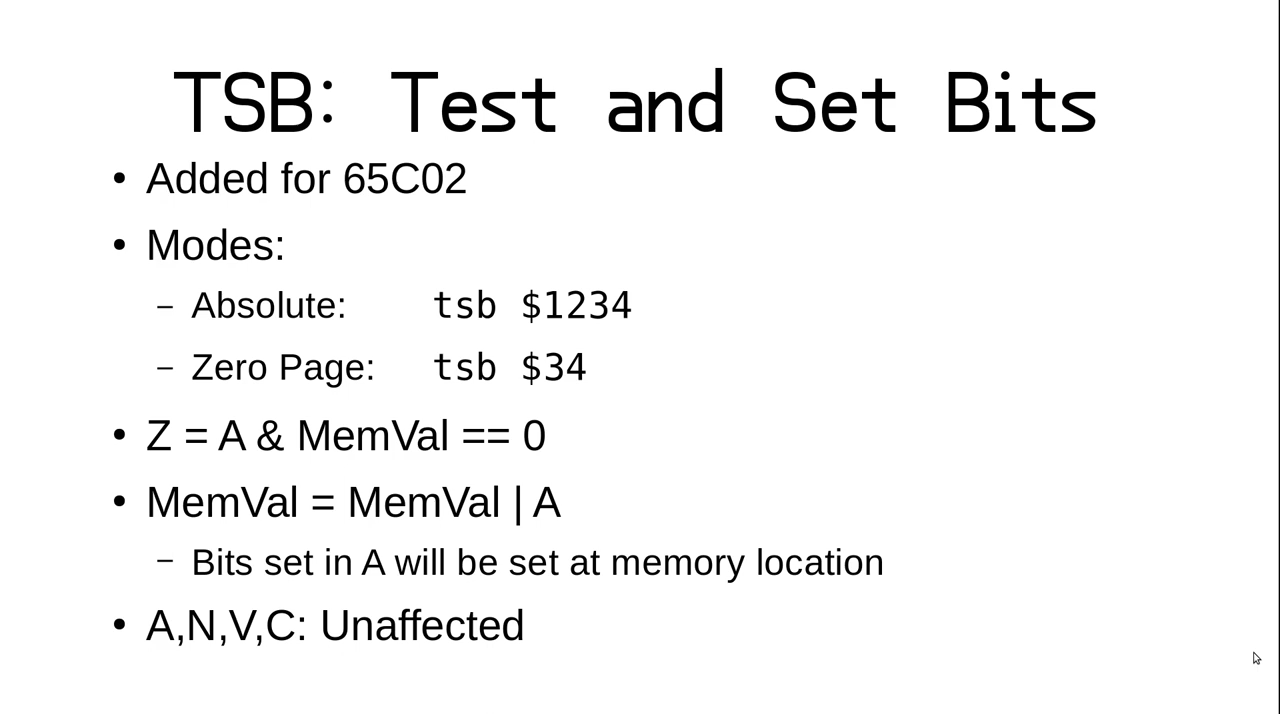 TSB: Test and Set Bits
• Added for 65C02
• Modes:
– Absolute: tsb $1234
– Zero Page: tsb $34
• Z = A & MemVal == 0
• MemVal = MemVal | A
– Bits set in A will be set at memory location
• A,N,V,C: Unaffected